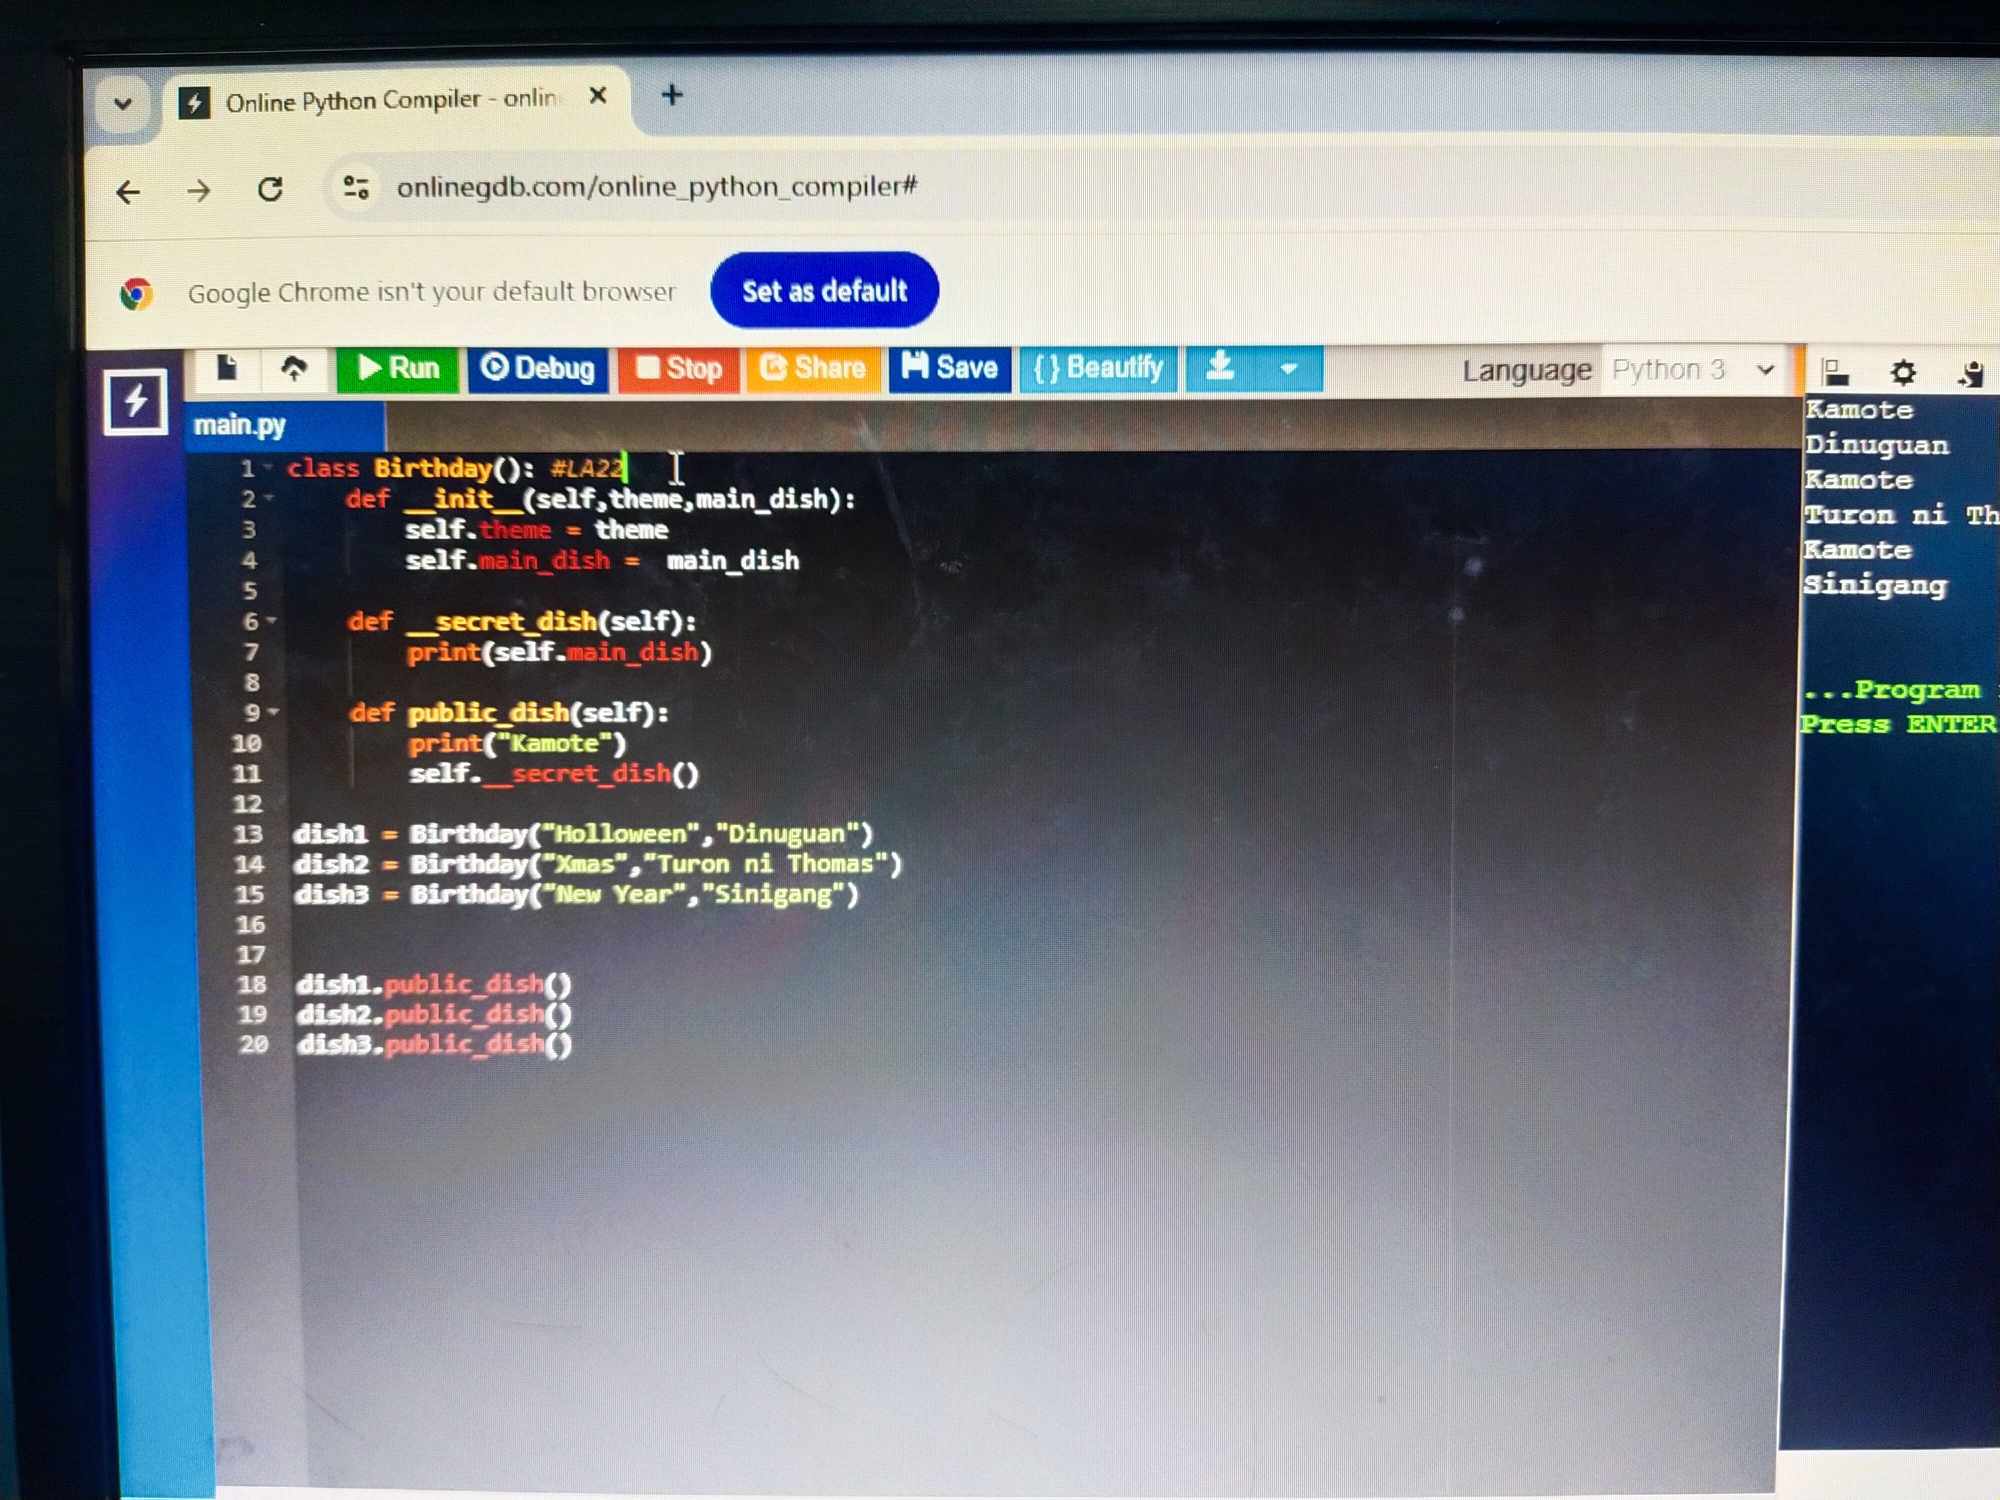 Online Python Compiler - onlin
onlinegdb.com/online_python_compiler#
Google Chrome isn't your default browser
Set as default
Run Debug Stop Share Save {} Beautify
Language Python 3
main.py
1 class Birthday(): #LA22
2 def __init__(self,theme,main_dish):
3 self.theme = theme
4 self.main_dish =  main_dish
5
6 def __secret_dish(self):
7 print(self.main_dish)
8
9 def public_dish(self):
10 print("Kamote")
11 self.__secret_dish()
12
13 dish1 = Birthday("Holloween","Dinuguan")
14 dish2 = Birthday("Xmas","Turon ni Thomas")
15 dish3 = Birthday("New Year","Sinigang")
16
17
18 dish1.public_dish()
19 dish2.public_dish()
20 dish3.public_dish()
Kamote
Dinuguan
Kamote
Turon ni Th
Kamote
Sinigang
...Program
Press ENTER